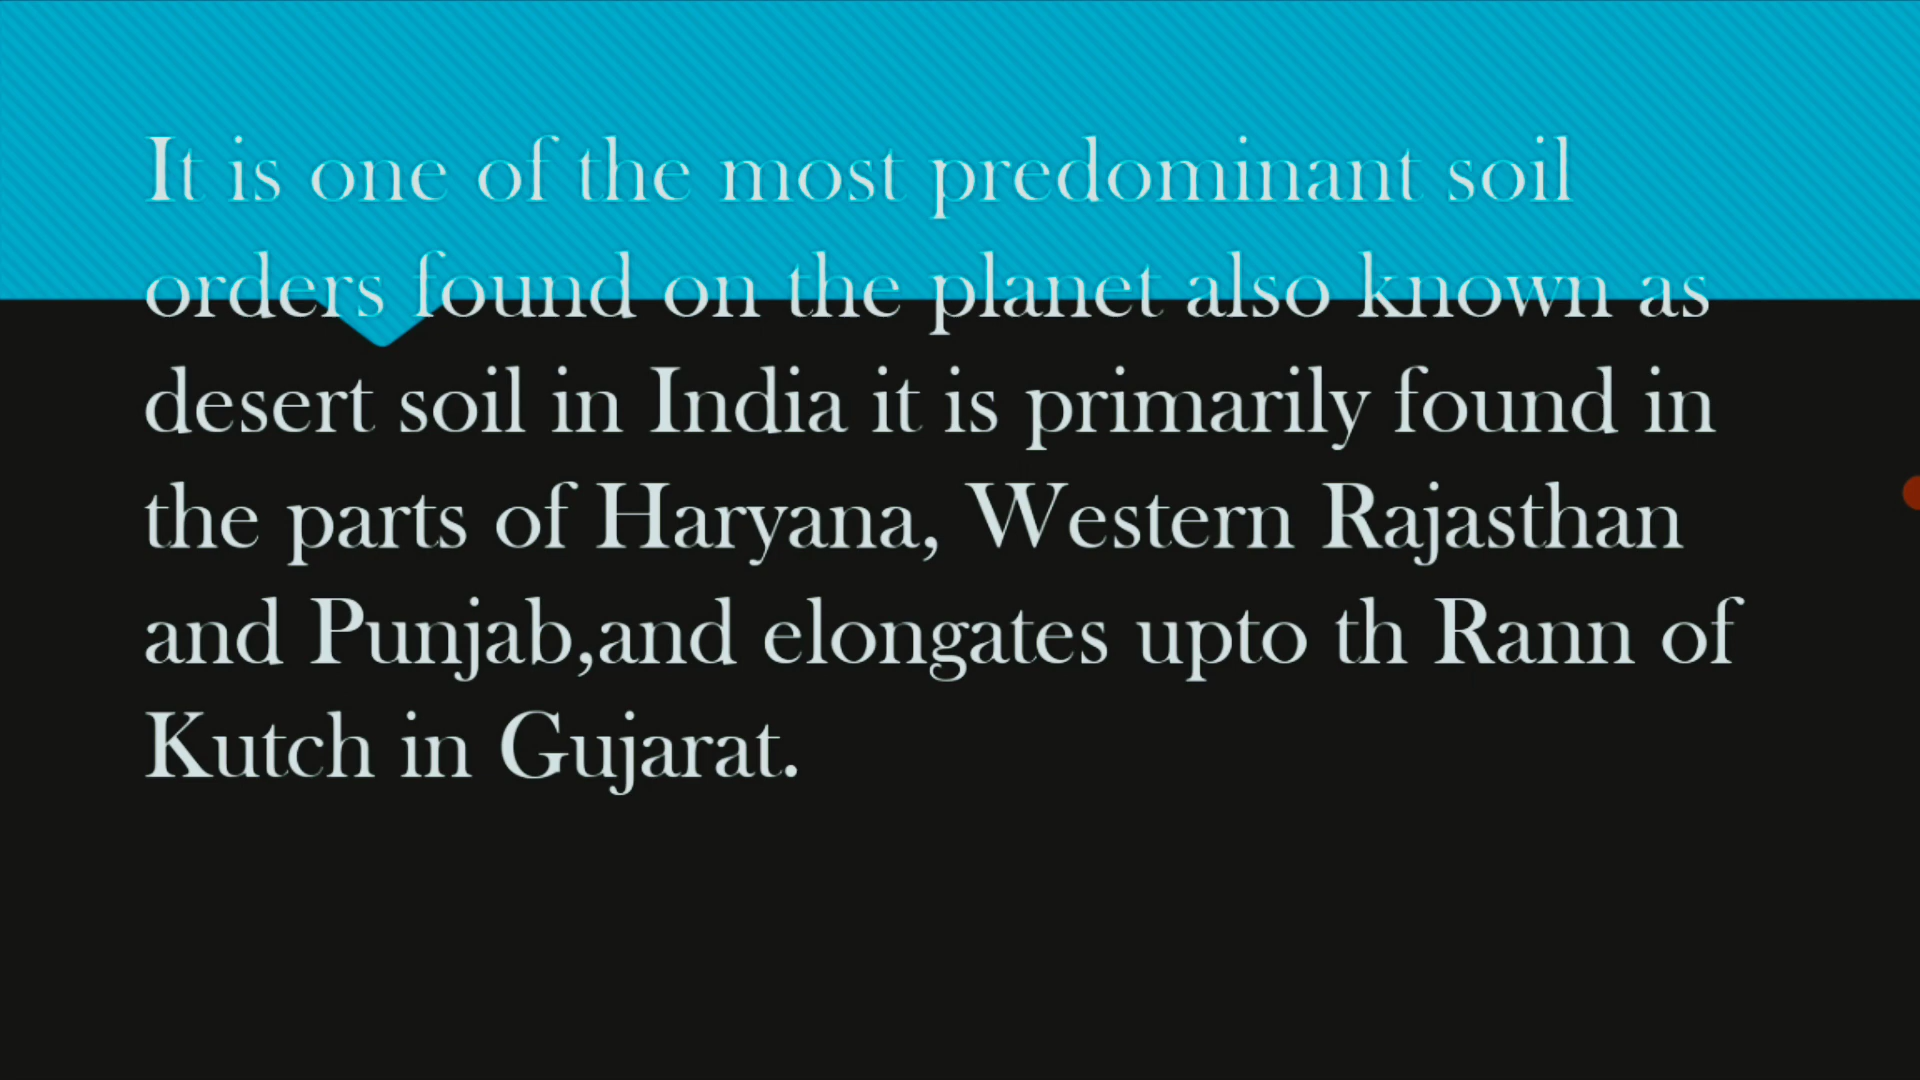 It is one of the most predominant soil
orders found on the planet also known as
desert soil in India it is primarily found in
the parts of Haryana, Western Rajasthan
and Punjab,and elongates upto th Rann of
Kutch in Gujarat.